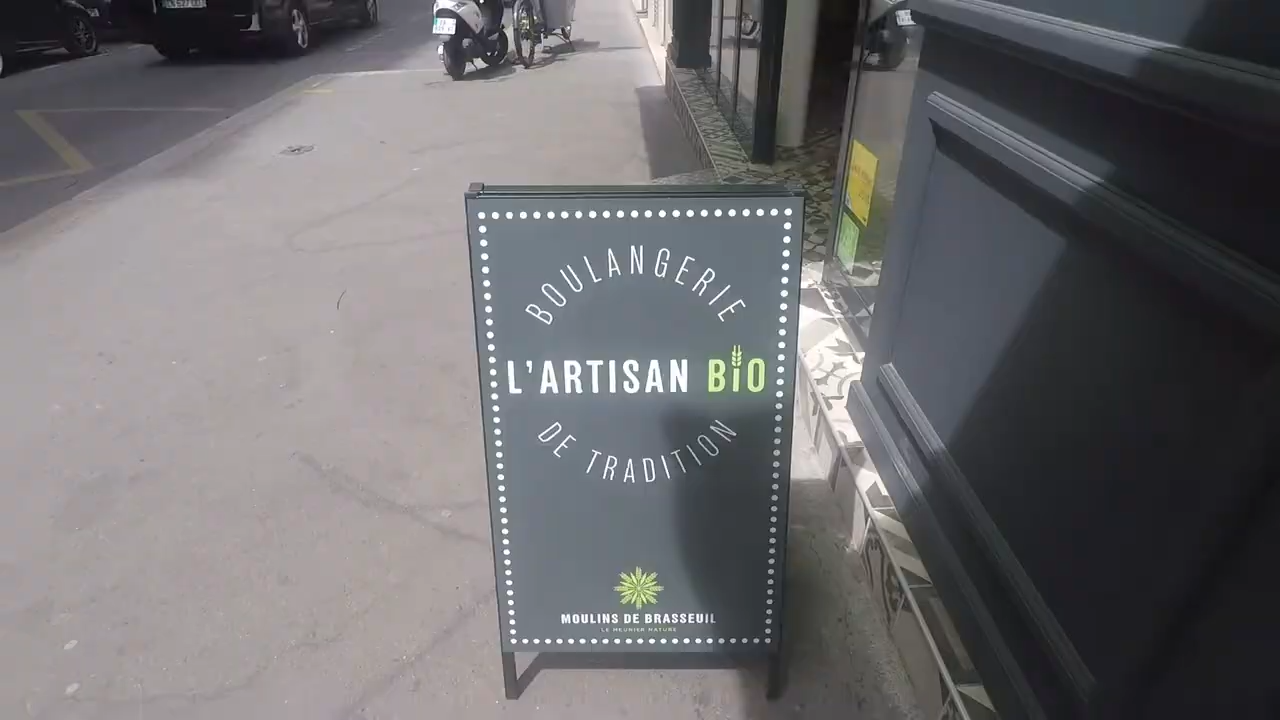 BOULANGERIE
L'ARTISAN BIO
DE TRADITION
MOULINS DE BRASSEUIL
LE MEUNIER NATURE